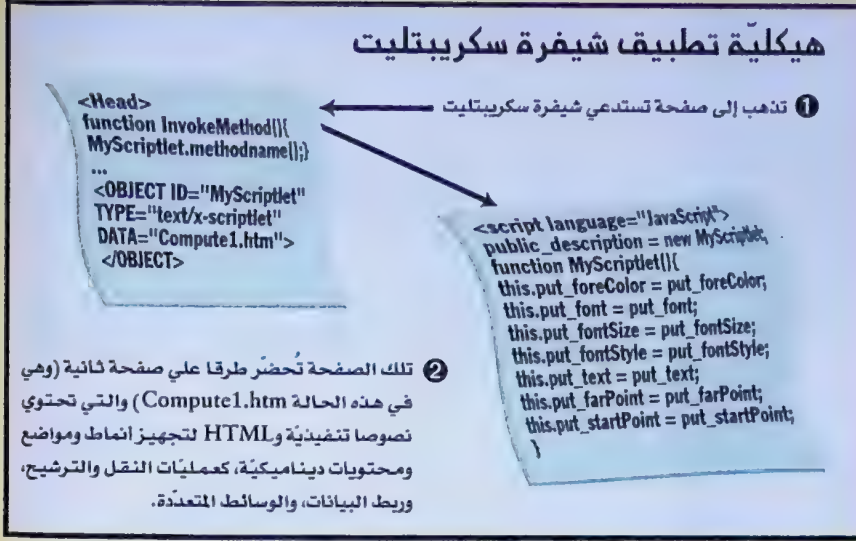 هيكليّة تطبيق شيفرة سكريبتليت
❶ تذهب إلى صفحة تستدعي شيفرة سكريبتليت
<Head>
function InvokeMethod(){
MyScriptlet.methodname();}
...
<OBJECT ID="MyScriptlet"
TYPE="text/x-scriptlet"
DATA="Compute1.htm">
</OBJECT>
<script language="JavaScript">
public_description = new MyScriptlet;
function MyScriptlet(){
this.put_foreColor = put_foreColor;
this.put_font = put_font;
this.put_fontSize = put_fontSize;
this.put_fontStyle = put_fontStyle;
this.put_text = put_text;
this.put_farPoint = put_farPoint;
this.put_startPoint = put_startPoint;
}
❷ تلك الصفحة تُحضّر طرقا علي صفحة ثانية (وهي
في هذه الحالة Compute1.htm) والتي تحتوي
نصوصا تنفيذيّة وHTML لتجهيز أنماط ومواضع
ومحتويات ديناميكيّة، كعمليّات النقل والترشيح،
وربط البيانات، والوسائط المتعدّدة.